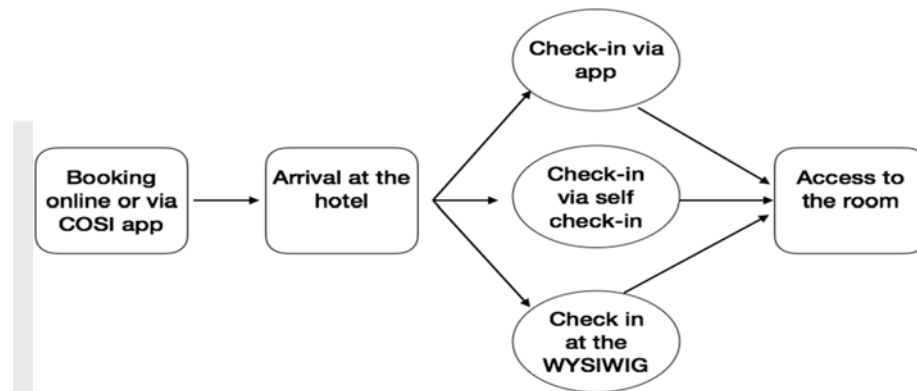 Booking
online or via
COSI app
Arrival at the
hotel
Check-in via
app
Check-in
via self
check-in
Check in
at the
WYSIWIG
Access to
the room